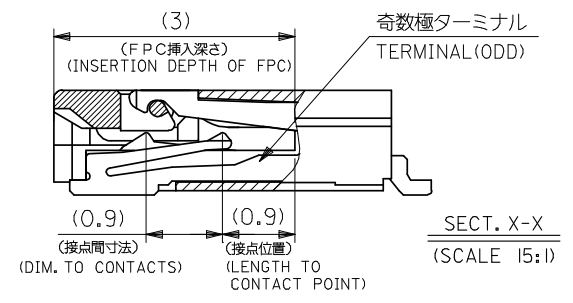 (3)
(FPC挿入深さ)
(INSERTION DEPTH OF FPC)
奇数極ターミナル
TERMINAL(ODD)
(0.9)
(接点間寸法)
(DIM. TO CONTACTS)
(0.9)
(接点位置)
(LENGTH TO
CONTACT POINT)
SECT. X-X
(SCALE 15:1)